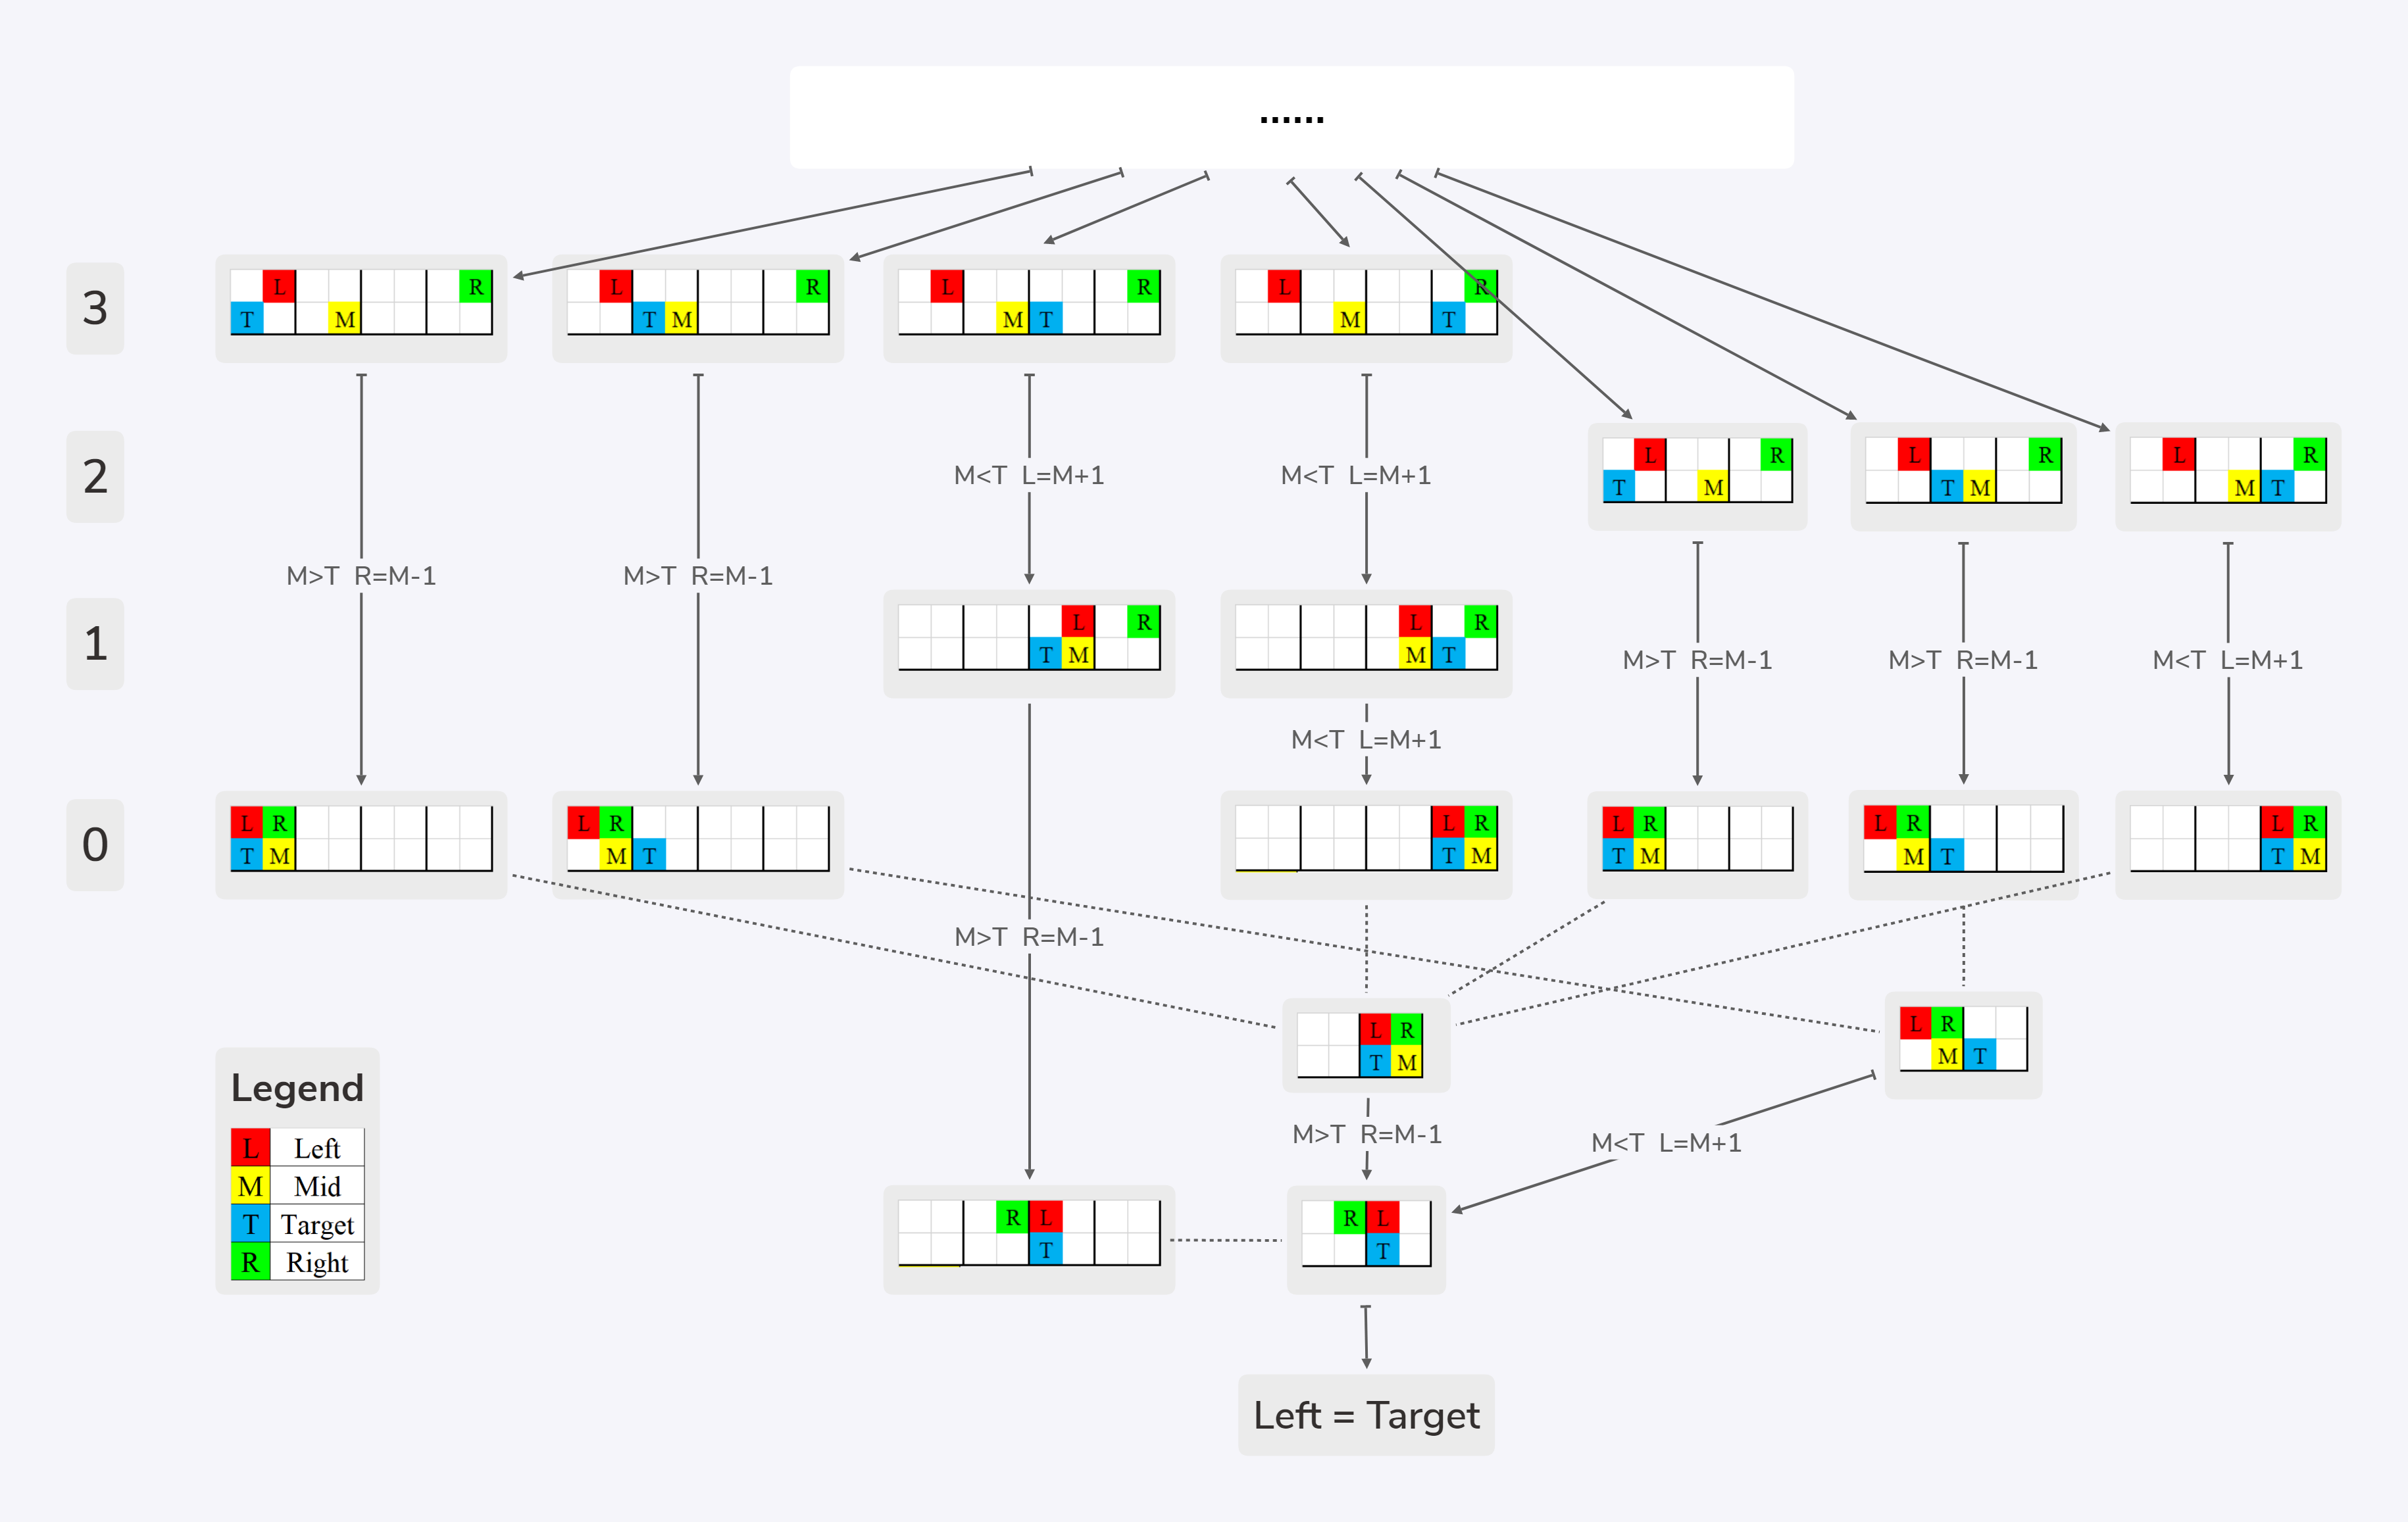 ......
3
L R
T M
L R
T M
L R
M T
L R
M T
2
M<T L=M+1
M<T L=M+1
L R
T M
L R
T M
L R
M T
M>T R=M-1
M>T R=M-1
1
L R
T M
L R
M T
M>T R=M-1
M>T R=M-1
M<T L=M+1
M<T L=M+1
0
L R
T M
L R
M T
L R
T M
L R
T M
L R
M T
L R
T M
M>T R=M-1
L R
T M
L R
M T
M>T R=M-1
M<T L=M+1
Legend
L Left
M Mid
T Target
R Right
R L
T
R L
T
Left = Target